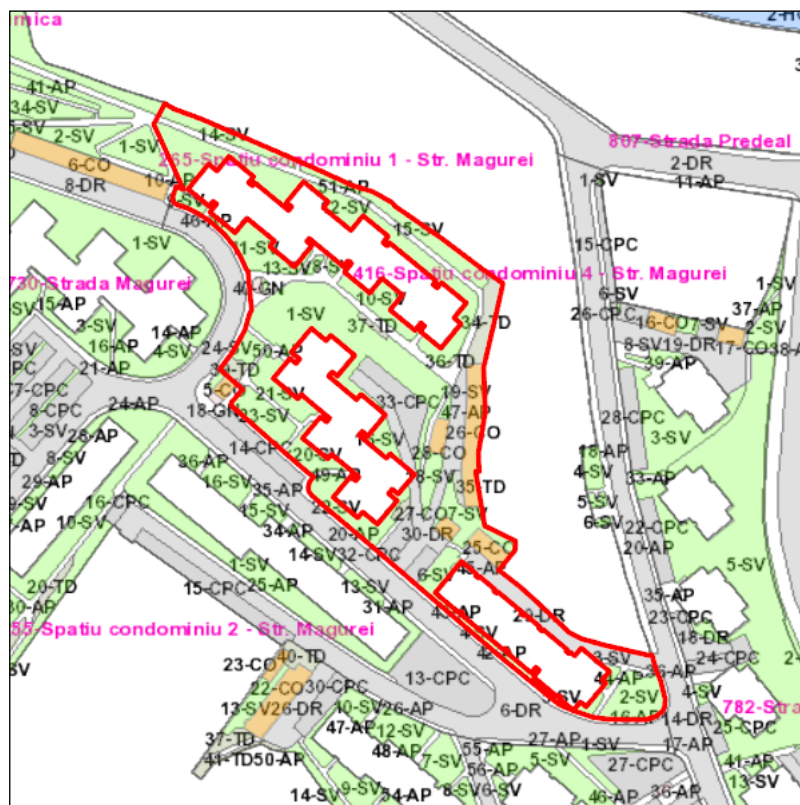 41-AP
34-SV
2-SV
1-SV
14-SV
807-Strada Predeal
2-DR
11-AP
6-CO
8-DR
265-Spatiu condominiu 1 - Str. Magurei
51-AP
2-SV
1-SV
15-SV
15-CPC
1-SV
13-SV
416-Spatiu condominiu 4 - Str. Magurei
730-Strada Magurei
40-GN
10-SV
6-SV
1-SV
15-AP
3-SV
14-AP
16-AP
4-SV
21-AP
1-SV
37-TD
34-TD
26-CPC
16-CO
7-SV
37-AP
2-SV
8-SV
19-DR
17-CO
39-AP
24-SV
50-AP
36-TD
39-TD
7-CPC
8-CPC
3-SV
24-AP
18-GN
21-SV
23-SV
33-CPC
19-SV
47-AP
26-CO
28-CPC
3-SV
28-AP
8-SV
29-AP
14-CPC
20-SV
28-CO
18-AP
4-SV
33-AP
36-AP
16-SV
35-AP
35-TD
16-CPC
10-SV
15-SV
22-SV
27-CO
7-SV
5-SV
6-SV
22-CPC
20-AP
34-AP
20-AP
30-DR
32-CPC
14-SV
25-CO
1-SV
5-SV
20-TD
30-AP
15-CPC
25-AP
13-SV
6-SV
31-AP
35-AP
23-CPC
29-DR
18-DR
55-Spatiu condominiu 2 - Str. Magurei
42-AP
3-SV
24-CPC
23-CO
40-TD
22-CO
30-CPC
13-CPC
44-AP
36-AP
4-SV
2-SV
782-Stra
13-SV
26-DR
10-SV
26-AP
6-DR
16-AP
14-DR
25-CPC
47-AP
12-SV
27-AP
1-SV
17-AP
37-TD
48-AP
7-SV
55-AP
5-SV
41-TD
50-AP
56-AP
27-CPC
41-AP
13-SV
14-SV
9-SV
54-AP
8-SV
6-SV
46-AP
36-AP